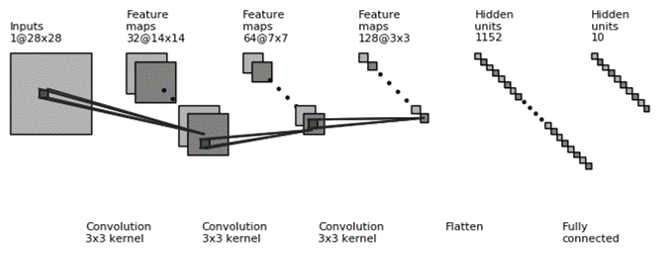 Inputs
1@28x28
Feature
maps
32@14x14
Feature
maps
64@7x7
Feature
maps
128@3x3
Hidden
units
1152
Hidden
units
10
Convolution
3x3 kernel
Convolution
3x3 kernel
Convolution
3x3 kernel
Flatten
Fully
connected